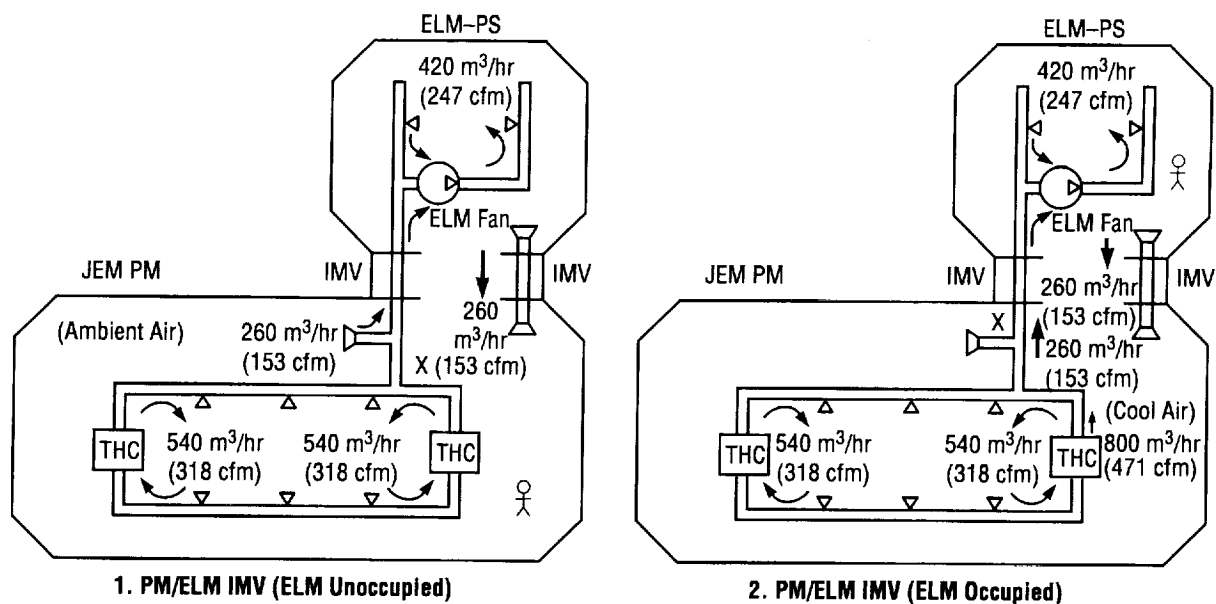 ELM–PS
420 m³/hr
(247 cfm)
ELM Fan
IMV
IMV
JEM PM
260
m³/hr
(153 cfm)
(Ambient Air)
260 m³/hr
(153 cfm)
X
THC
540 m³/hr
(318 cfm)
540 m³/hr
(318 cfm)
THC
1. PM/ELM IMV (ELM Unoccupied)
ELM–PS
420 m³/hr
(247 cfm)
ELM Fan
IMV
IMV
JEM PM
260 m³/hr
(153 cfm)
X
260 m³/hr
(153 cfm)
(Cool Air)
THC
540 m³/hr
(318 cfm)
540 m³/hr
(318 cfm)
THC
800 m³/hr
(471 cfm)
2. PM/ELM IMV (ELM Occupied)